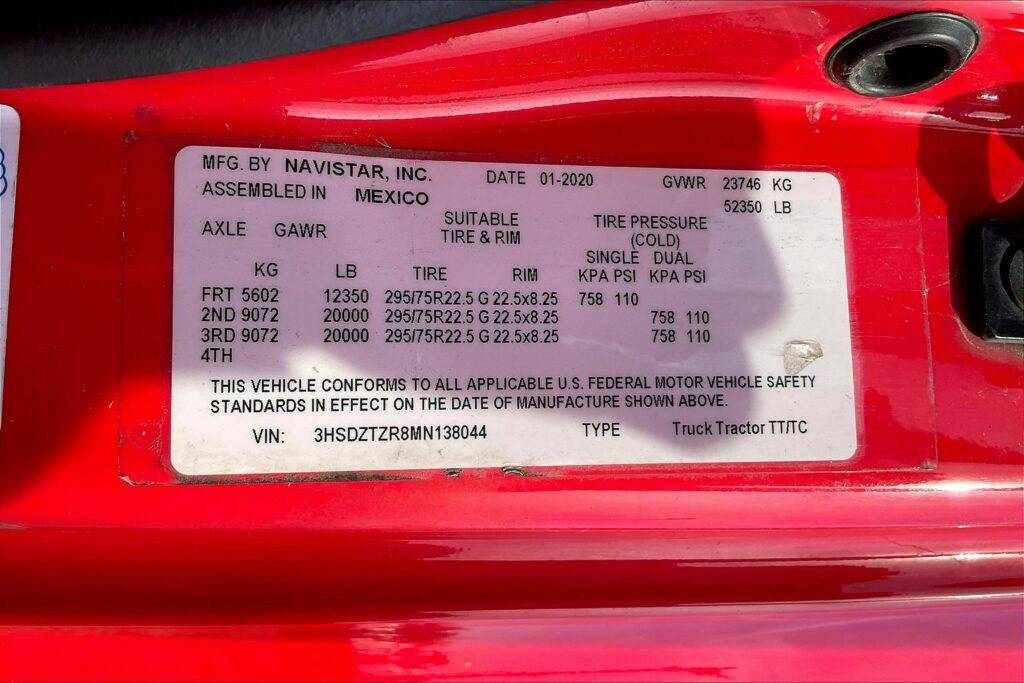 MFG. BY NAVISTAR, INC. DATE 01-2020 GVWR 23746 KG
ASSEMBLED IN MEXICO 52350 LB
AXLE GAWR SUITABLE TIRE & RIM TIRE PRESSURE (COLD)
SINGLE DUAL
KG LB TIRE RIM KPA PSI KPA PSI
FRT 5602 12350 295/75R22.5 G 22.5x8.25 758 110
2ND 9072 20000 295/75R22.5 G 22.5x8.25 758 110
3RD 9072 20000 295/75R22.5 G 22.5x8.25 758 110
4TH
THIS VEHICLE CONFORMS TO ALL APPLICABLE U.S. FEDERAL MOTOR VEHICLE SAFETY
STANDARDS IN EFFECT ON THE DATE OF MANUFACTURE SHOWN ABOVE.
VIN: 3HSDZTZR8MN138044 TYPE Truck Tractor TT/TC